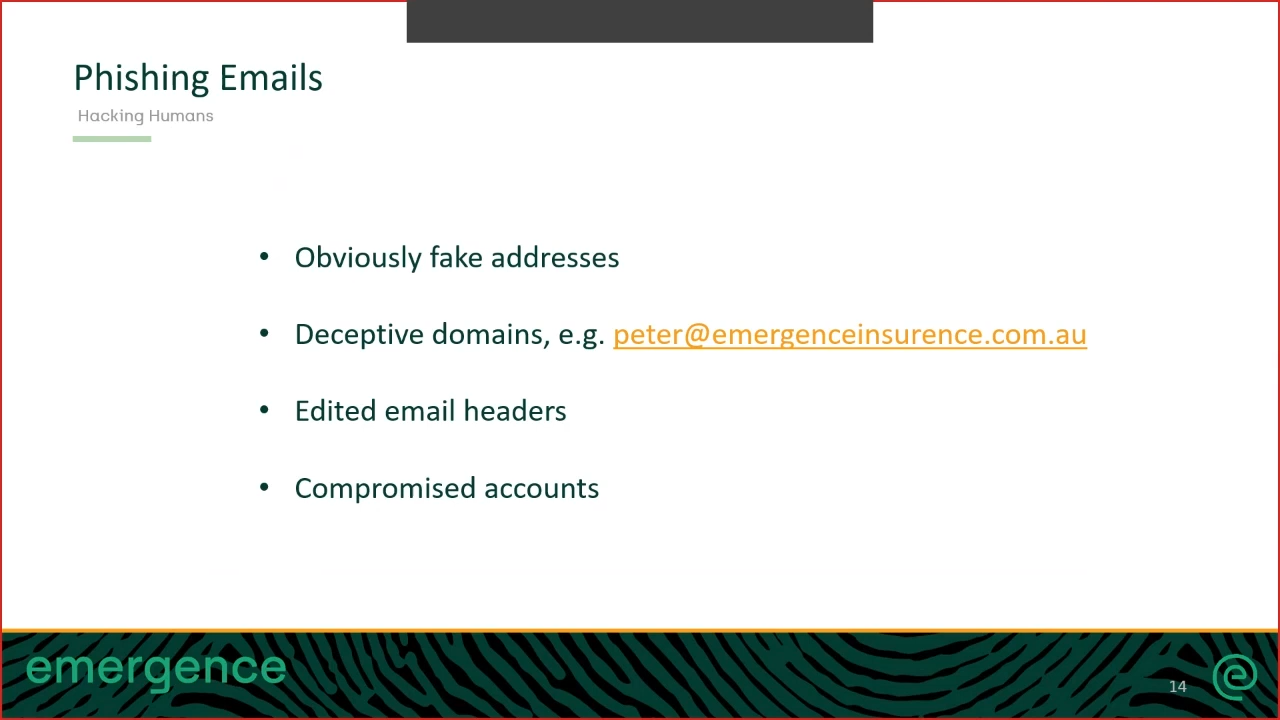 Phishing Emails
Hacking Humans
• Obviously fake addresses
• Deceptive domains, e.g. peter@emergenceinsurence.com.au
• Edited email headers
• Compromised accounts
emergence
14
e